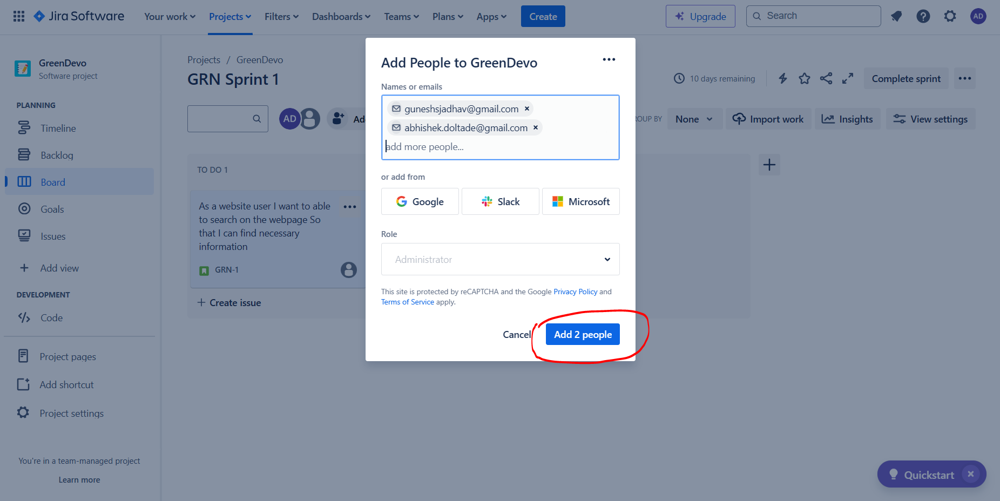 Jira Software
Your work
Projects
Filters
Dashboards
Teams
Plans
Apps
Create
Upgrade
Search
AD
GreenDevo
Software project
PLANNING
Timeline
Backlog
Board
Goals
Issues
Add view
DEVELOPMENT
Code
Project pages
Add shortcut
Project settings
You're in a team-managed project
Learn more
Projects / GreenDevo
GRN Sprint 1
10 days remaining
Complete sprint
AD
Ad
OUP BY
None
Import work
Insights
View settings
TO DO 1
As a website user I want to able
to search on the webpage So
that I can find necessary
information
GRN-1
Create issue
Add People to GreenDevo
Names or emails
guneshsjadhav@gmail.com
abhishek.doltade@gmail.com
add more people...
or add from
Google
Slack
Microsoft
Role
Administrator
This site is protected by reCAPTCHA and the Google Privacy Policy and
Terms of Service apply.
Cancel
Add 2 people
Quickstart